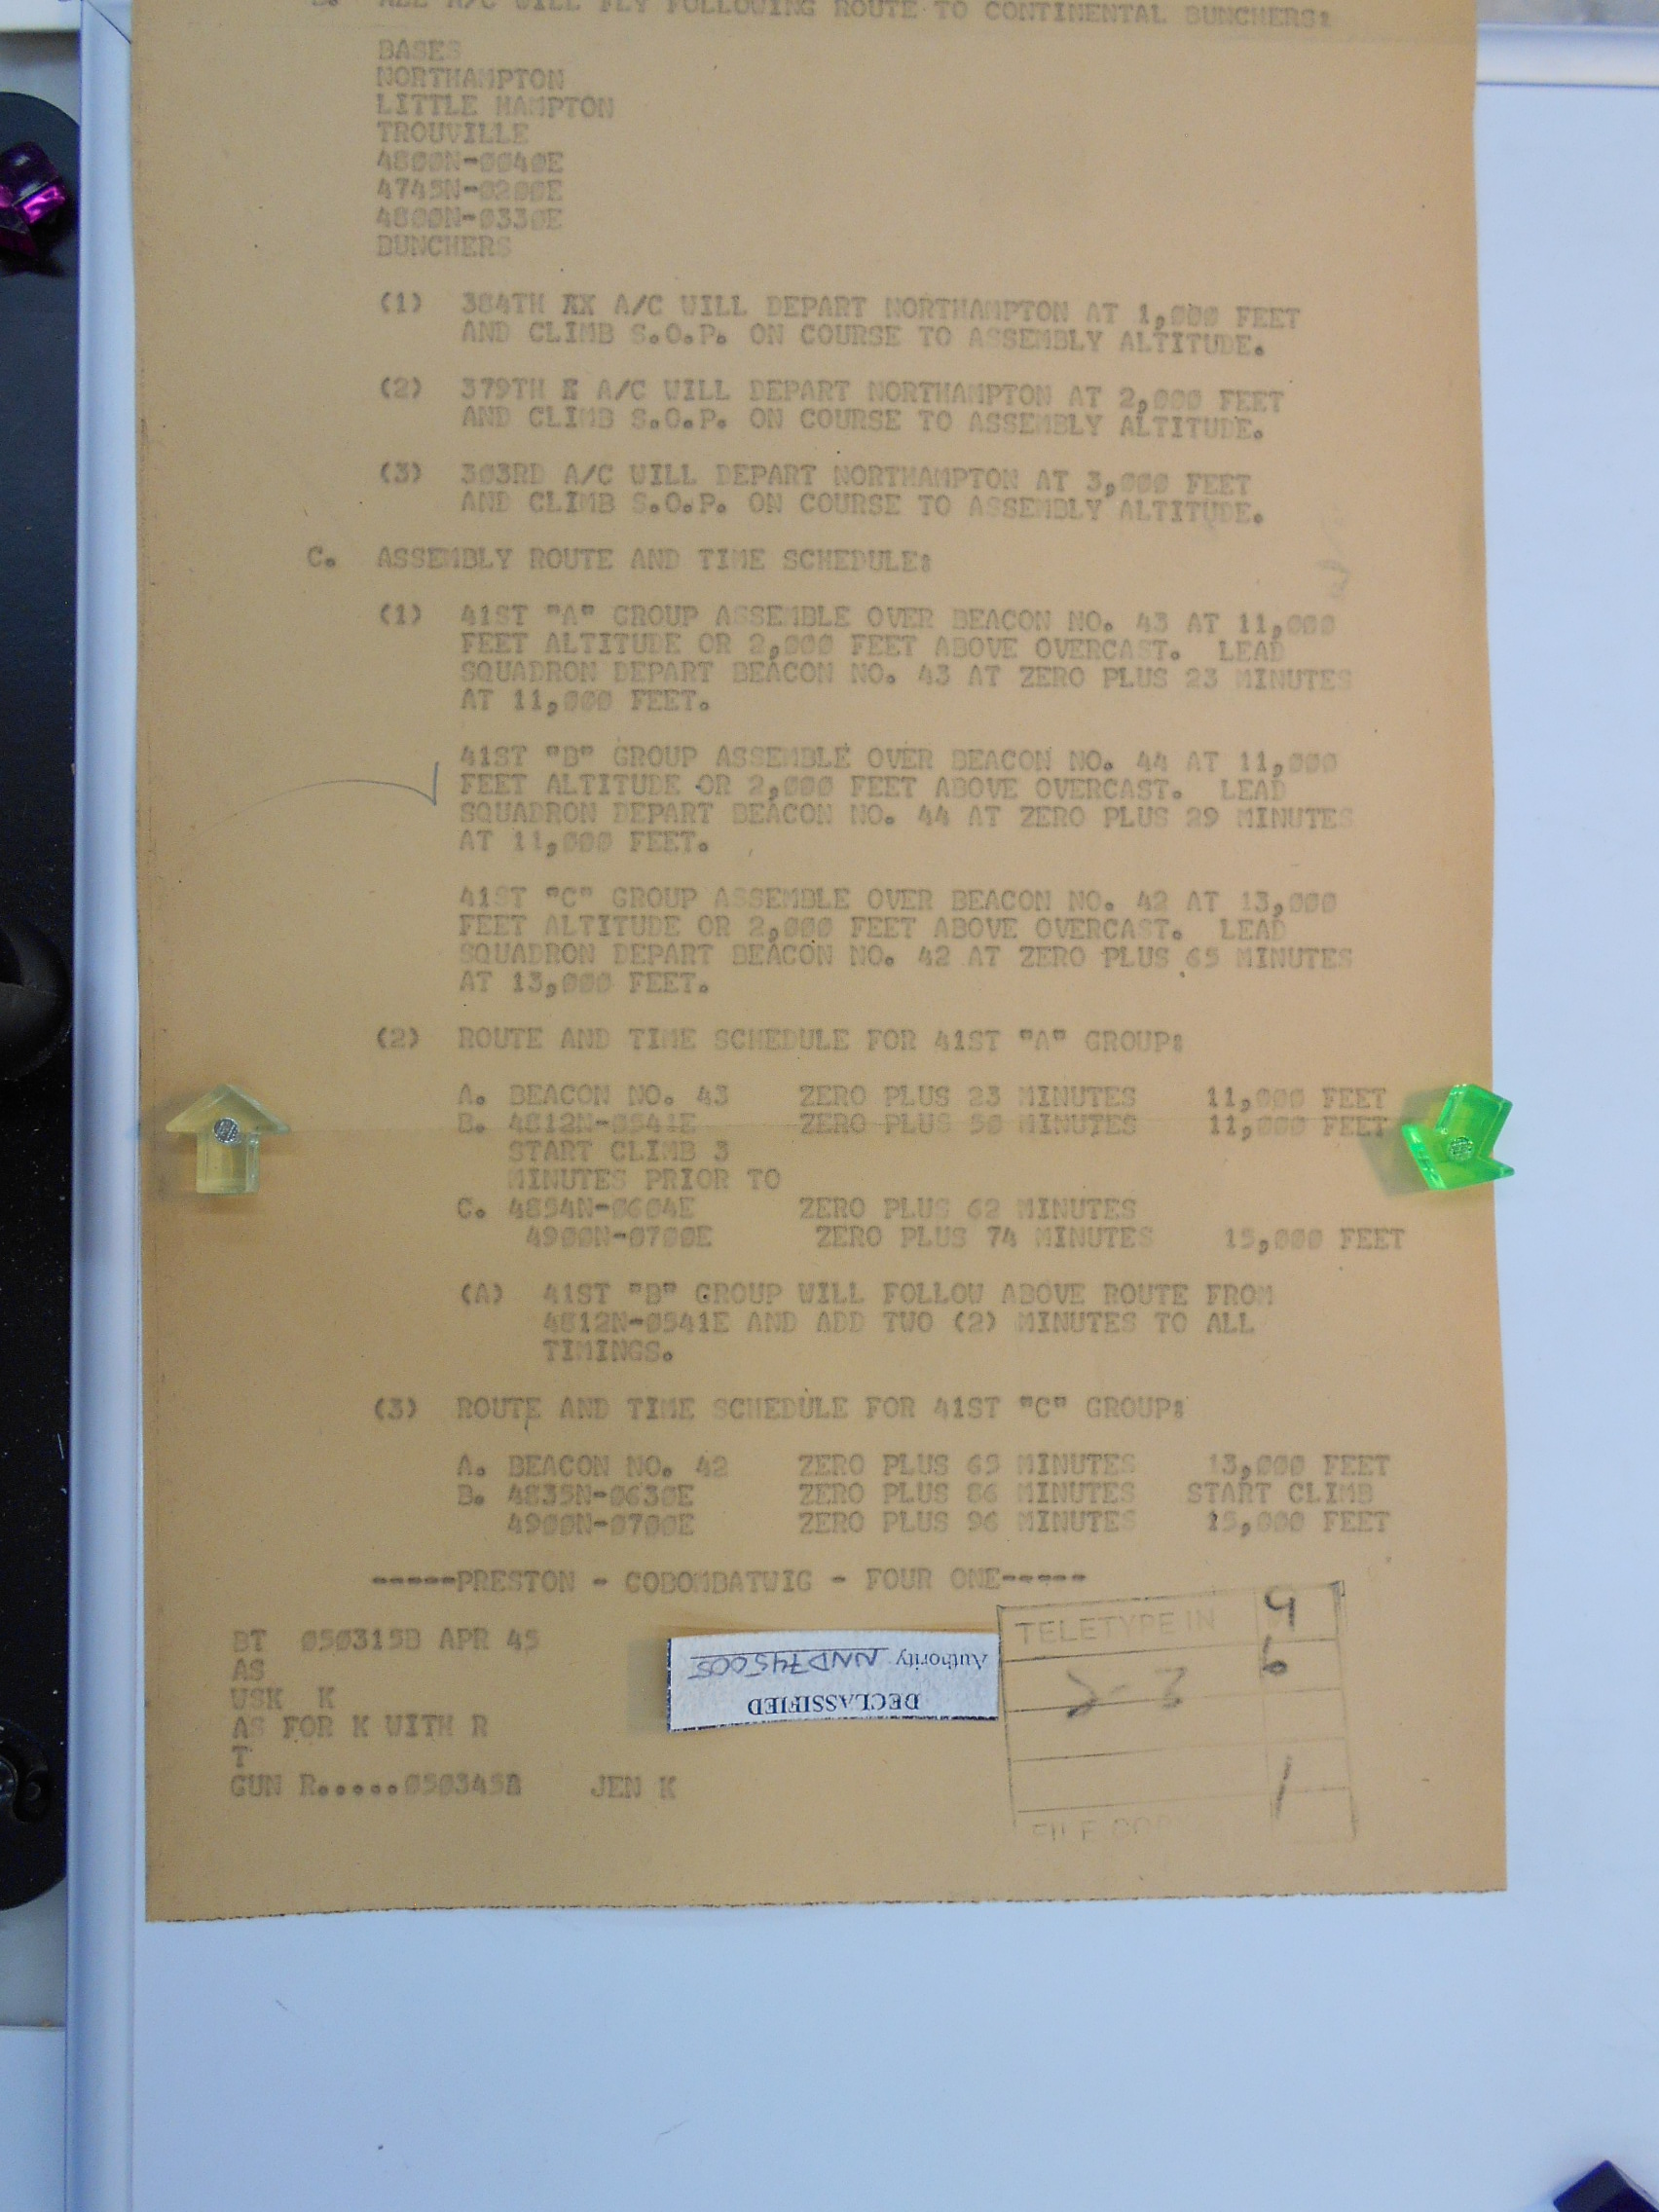 B. ALL A/C WILL FLY FOLLOWING ROUTE TO CONTINENTAL BUNCHERS:
BASES
NORTHAMPTON
LITTLE HAMPTON
TROUVILLE
4800N-0040E
4745N-0200E
4800N-0330E
BUNCHERS
(1) 384TH XX A/C WILL DEPART NORTHAMPTON AT 1,000 FEET
AND CLIMB S.O.P. ON COURSE TO ASSEMBLY ALTITUDE.
(2) 379TH X A/C WILL DEPART NORTHAMPTON AT 2,000 FEET
AND CLIMB S.O.P. ON COURSE TO ASSEMBLY ALTITUDE.
(3) 303RD A/C WILL DEPART NORTHAMPTON AT 3,000 FEET
AND CLIMB S.O.P. ON COURSE TO ASSEMBLY ALTITUDE.
C. ASSEMBLY ROUTE AND TIME SCHEDULE:
(1) 41ST "A" GROUP ASSEMBLE OVER BEACON NO. 43 AT 11,000
FEET ALTITUDE OR 2,000 FEET ABOVE OVERCAST. LEAD
SQUADRON DEPART BEACON NO. 43 AT ZERO PLUS 23 MINUTES
AT 11,000 FEET.
41ST "B" GROUP ASSEMBLE OVER BEACON NO. 44 AT 11,000
FEET ALTITUDE OR 2,000 FEET ABOVE OVERCAST. LEAD
SQUADRON DEPART BEACON NO. 44 AT ZERO PLUS 29 MINUTES
AT 11,000 FEET.
41ST "C" GROUP ASSEMBLE OVER BEACON NO. 42 AT 13,000
FEET ALTITUDE OR 2,000 FEET ABOVE OVERCAST. LEAD
SQUADRON DEPART BEACON NO. 42 AT ZERO PLUS 65 MINUTES
AT 13,000 FEET.
(2) ROUTE AND TIME SCHEDULE FOR 41ST "A" GROUP:
A. BEACON NO. 43 ZERO PLUS 23 MINUTES 11,000 FEET
B. 4812N-0541E ZERO PLUS 50 MINUTES 11,000 FEET
START CLIMB 3
MINUTES PRIOR TO
C. 4854N-0604E ZERO PLUS 62 MINUTES
4900N-0700E ZERO PLUS 74 MINUTES 15,000 FEET
(A) 41ST "B" GROUP WILL FOLLOW ABOVE ROUTE FROM
4812N-0541E AND ADD TWO (2) MINUTES TO ALL
TIMINGS.
(3) ROUTE AND TIME SCHEDULE FOR 41ST "C" GROUP:
A. BEACON NO. 42 ZERO PLUS 65 MINUTES 13,000 FEET
B. 4835N-0630E ZERO PLUS 86 MINUTES START CLIMB
4900N-0700E ZERO PLUS 96 MINUTES 15,000 FEET
-----PRESTON - COBOMBATWIG - FOUR ONE-----
BT 050315B APR 45
AS
USK K
AS FOR K WITH R
T
GUN R.....050345B JEN K
DECLASSIFIED
Authority NND745005
TELETYPE IN